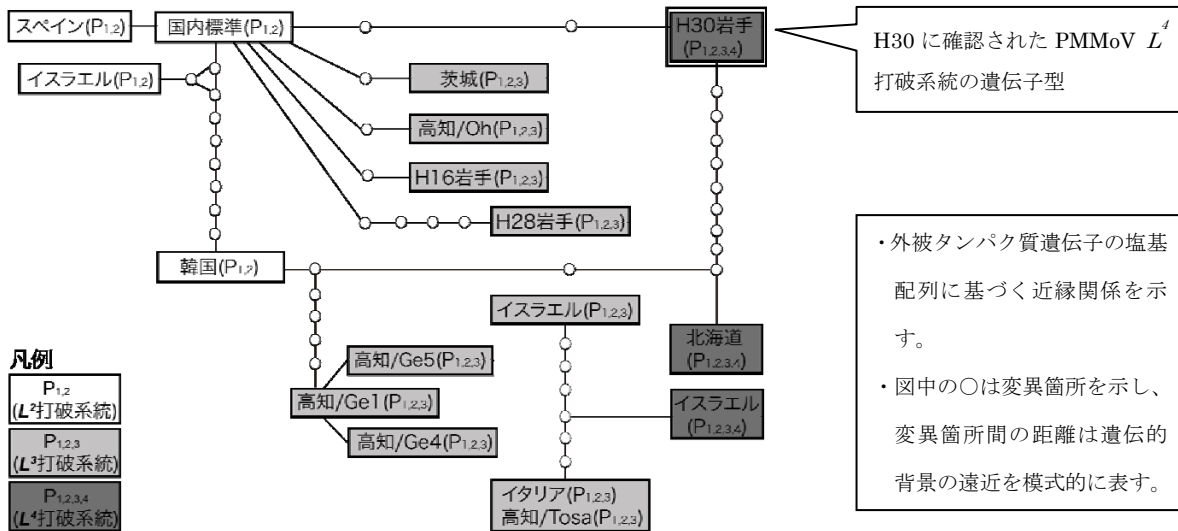 スペイン(P1,2)
国内標準(P1,2)
H30岩手
(P1,2,3,4)
イスラエル(P1,2)
茨城(P1,2,3)
高知/Oh(P1,2,3)
H16岩手(P1,2,3)
H28岩手(P1,2,3)
韓国(P1,2)
イスラエル(P1,2,3)
北海道
(P1,2,3,4)
高知/Ge5(P1,2,3)
高知/Ge1(P1,2,3)
高知/Ge4(P1,2,3)
イスラエル
(P1,2,3,4)
イタリア(P1,2,3)
高知/Tosa(P1,2,3)
凡例
P1,2
(L2打破系統)
P1,2,3
(L3打破系統)
P1,2,3,4
(L4打破系統)
H30 に確認された PMMoV L4
打破系統の遺伝子型
・外被タンパク質遺伝子の塩基
配列に基づく近縁関係を示
す。
・図中の○は変異箇所を示し、
変異箇所間の距離は遺伝的
背景の遠近を模式的に表す。